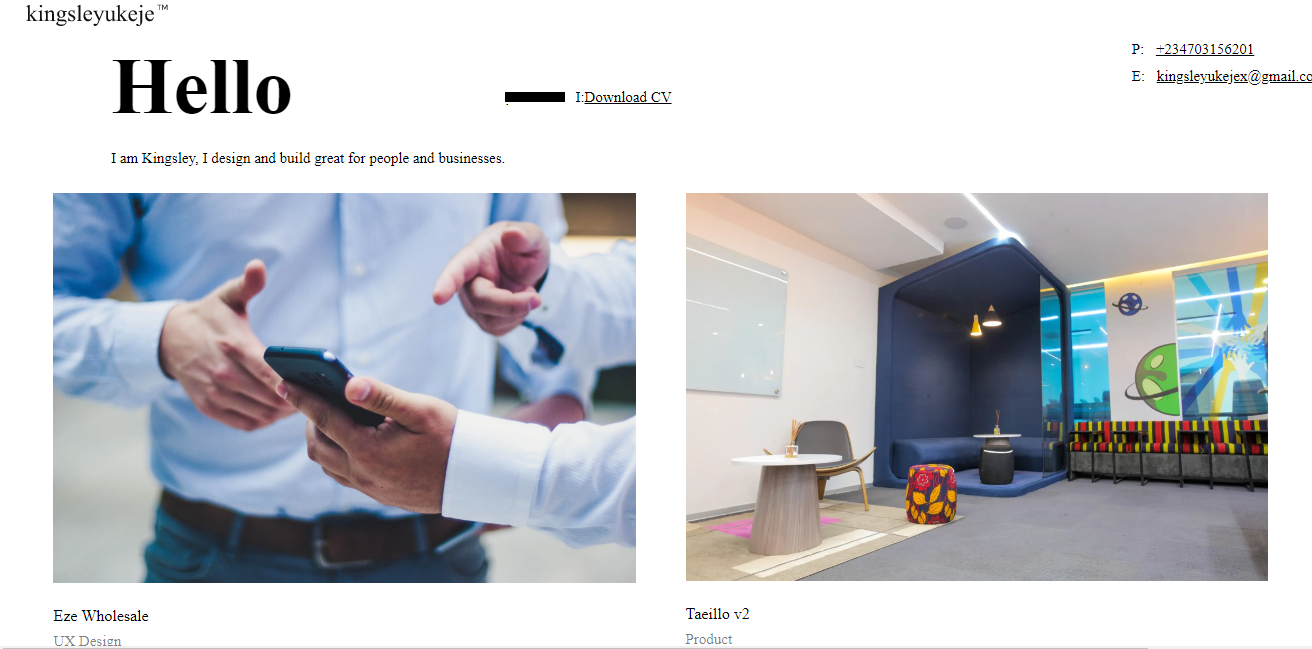 kingsleyukeje™
P: +234703156201
E: kingsleyukejex@gmail.co
Hello
I:Download CV
I am Kingsley, I design and build great for people and businesses.
Eze Wholesale
Taeillo v2
UX Design
Product